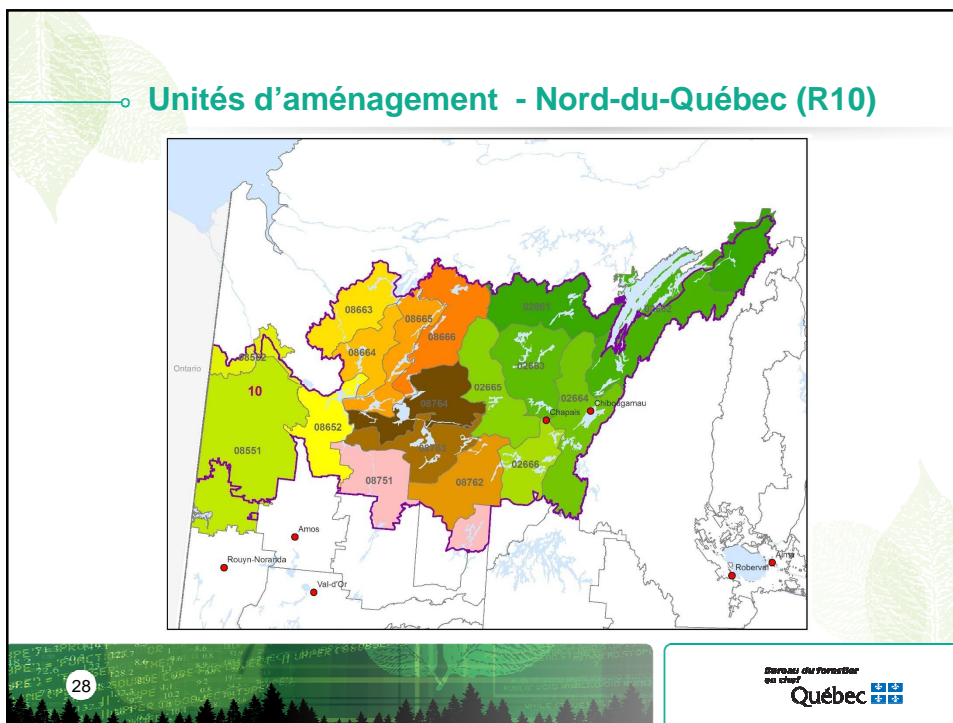 Unités d'aménagement - Nord-du-Québec (R10)
08663
08665
02661
08666
08664
02663
08562
Ontario
10
02665
02664
Chibougamau
08764
Chapais
08652
08551
02666
08751
08762
Amos
Rouyn-Noranda
Alma
Roberval
Val-d'Or
28
Bureau du forestier
en chef
Québec